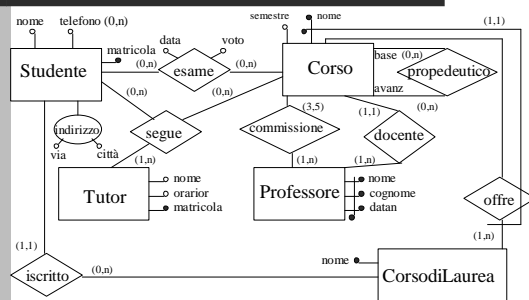 semestre nome (1,1)
nome telefono (0,n)
matricola data voto
Studente (0,n) esame (0,n) Corso base (0,n) propedeutico
avanz
(0,n) (0,n) (3,5) (1,1) (0,n)
indirizzo segue commissione docente
via città (1,n) (1,n) (1,n)
Tutor nome
orarior
matricola
Professore nome
cognome
datan
offre
(1,1) (1,n)
iscritto (0,n) nome CorsodiLaurea